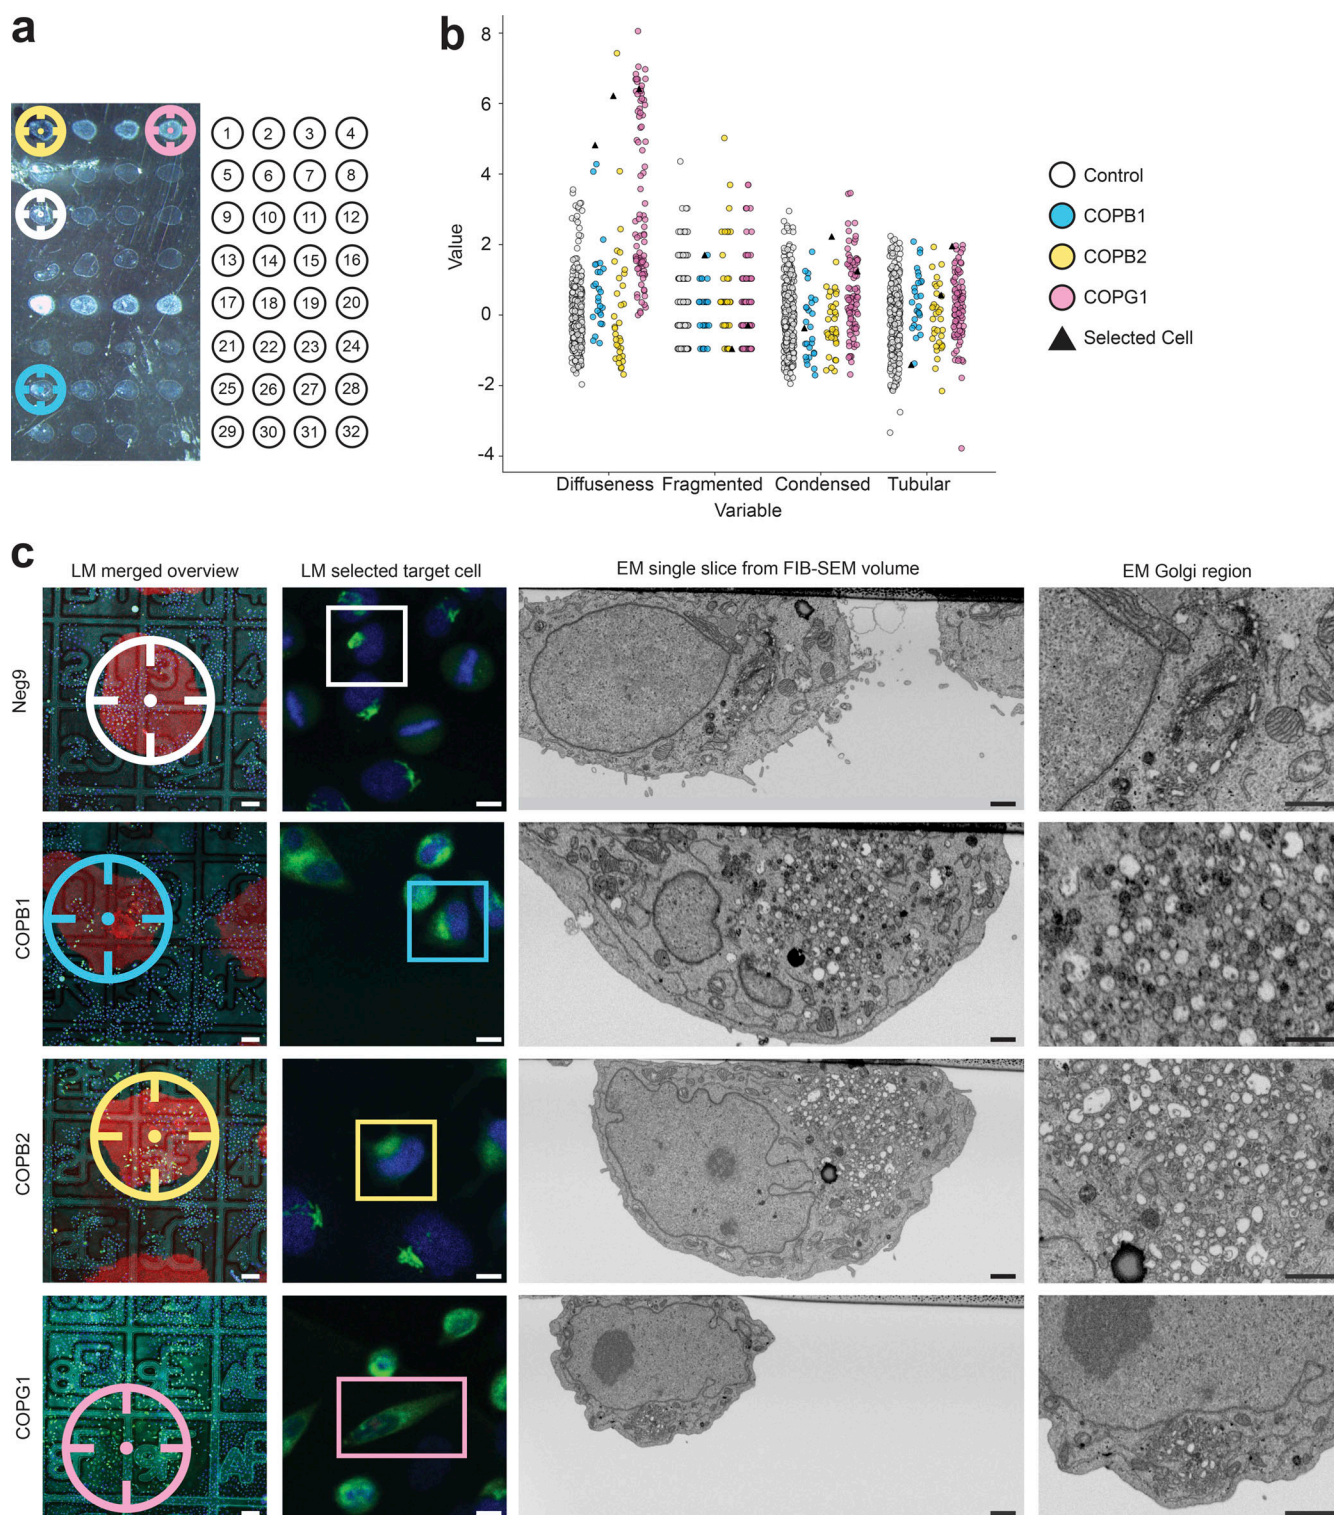 a
1 2 3 4
5 6 7 8
9 10 11 12
13 14 15 16
17 18 19 20
21 22 23 24
25 26 27 28
29 30 31 32
b
8
6
4
2
0
-2
-4
Value
Diffuseness Fragmented Condensed Tubular
Variable
Control
COPB1
COPB2
COPG1
Selected Cell
c
LM merged overview LM selected target cell EM single slice from FIB-SEM volume EM Golgi region
Neg9
COPB1
COPB2
COPG1